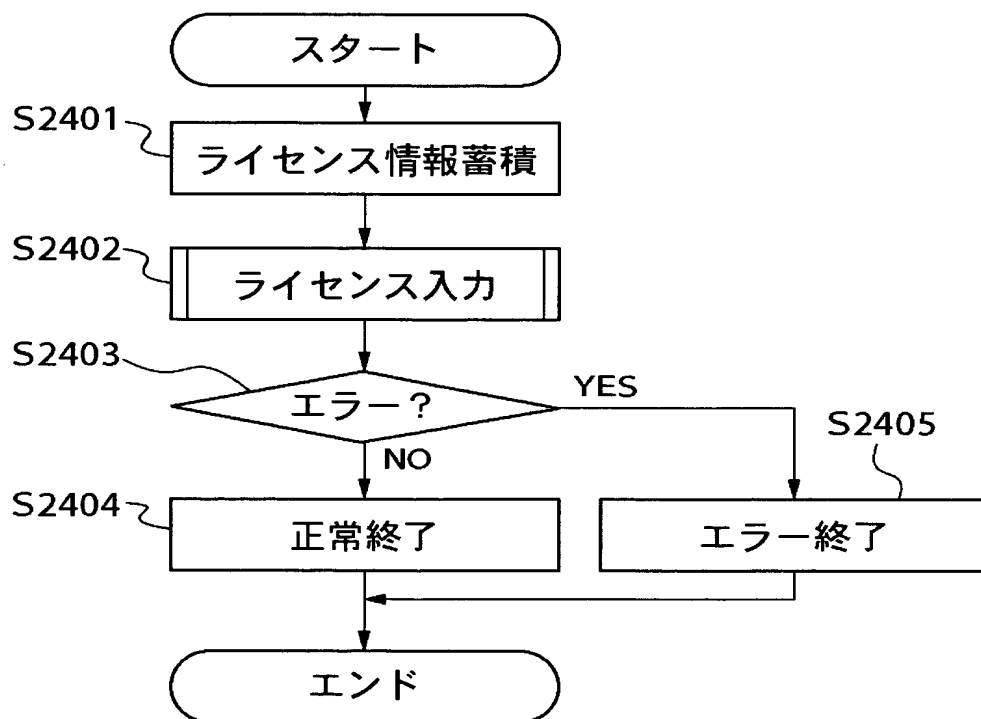 スタート
S2401
ライセンス情報蓄積
S2402
ライセンス入力
S2403
エラー?
YES
NO
S2404
正常終了
S2405
エラー終了
エンド